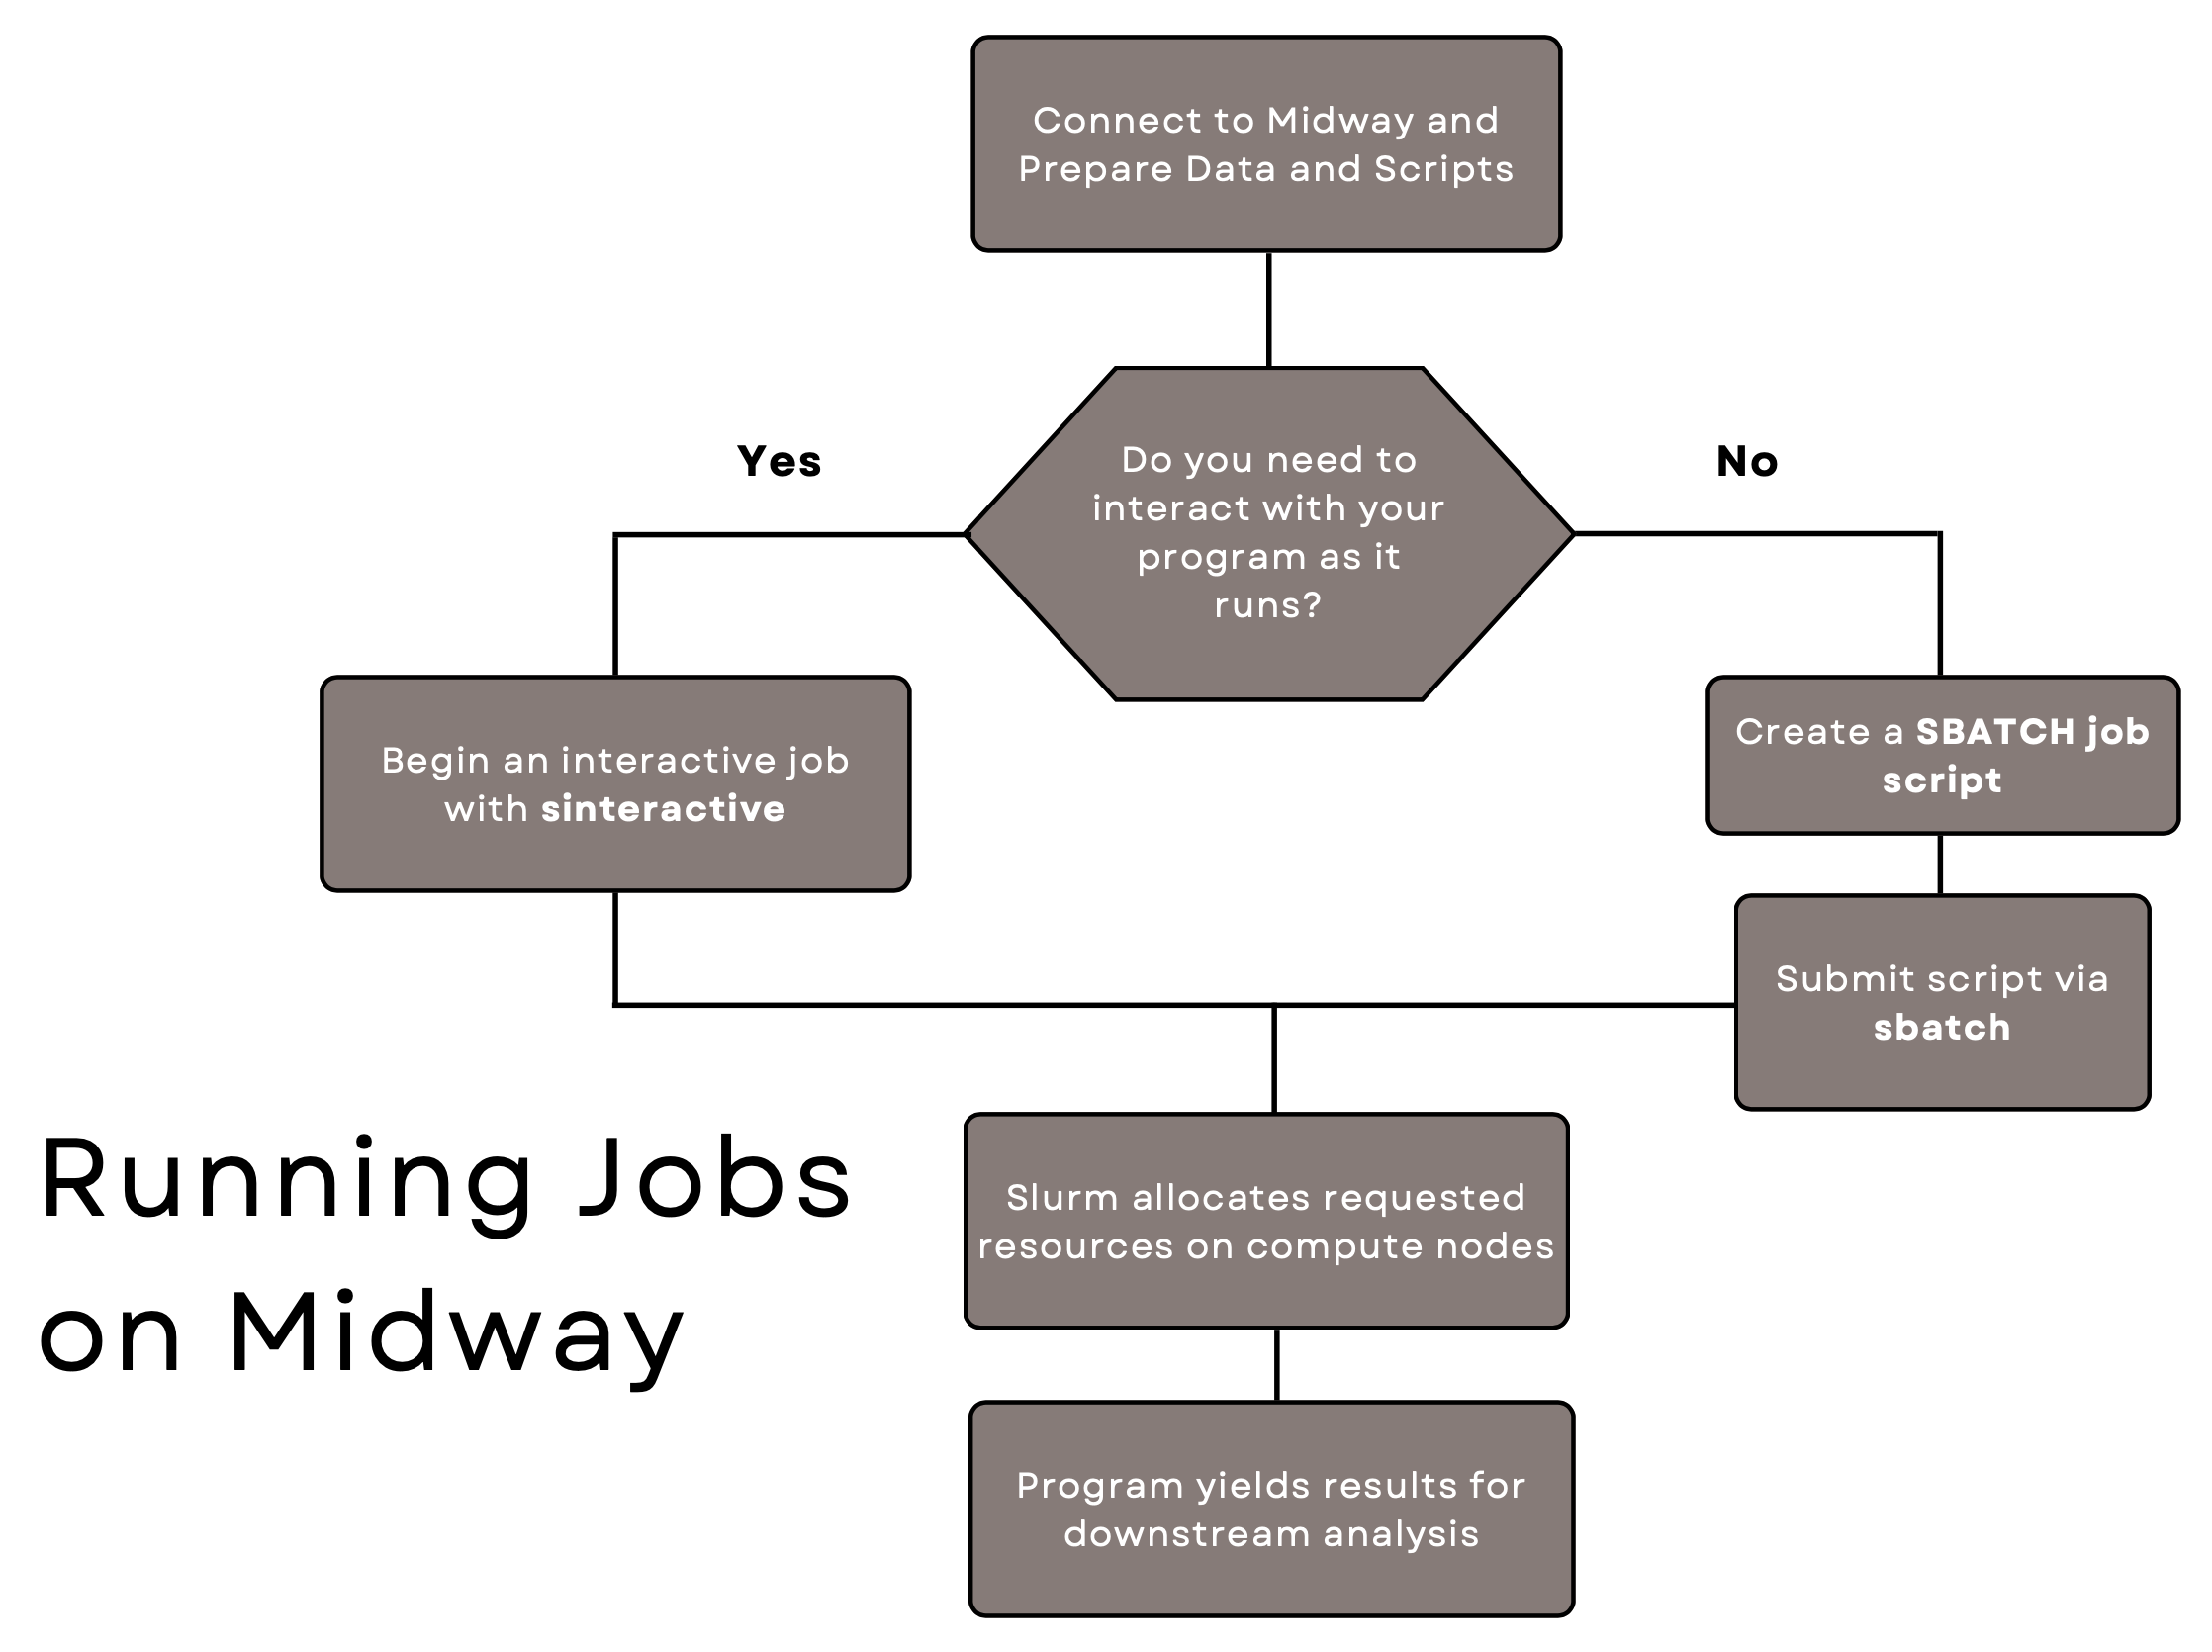 Connect to Midway and
Prepare Data and Scripts
Do you need to
interact with your
program as it
runs?
Yes
No
Begin an interactive job
with sinteractive
Create a SBATCH job
script
Submit script via
sbatch
Slurm allocates requested
resources on compute nodes
Program yields results for
downstream analysis
Running Jobs
on Midway